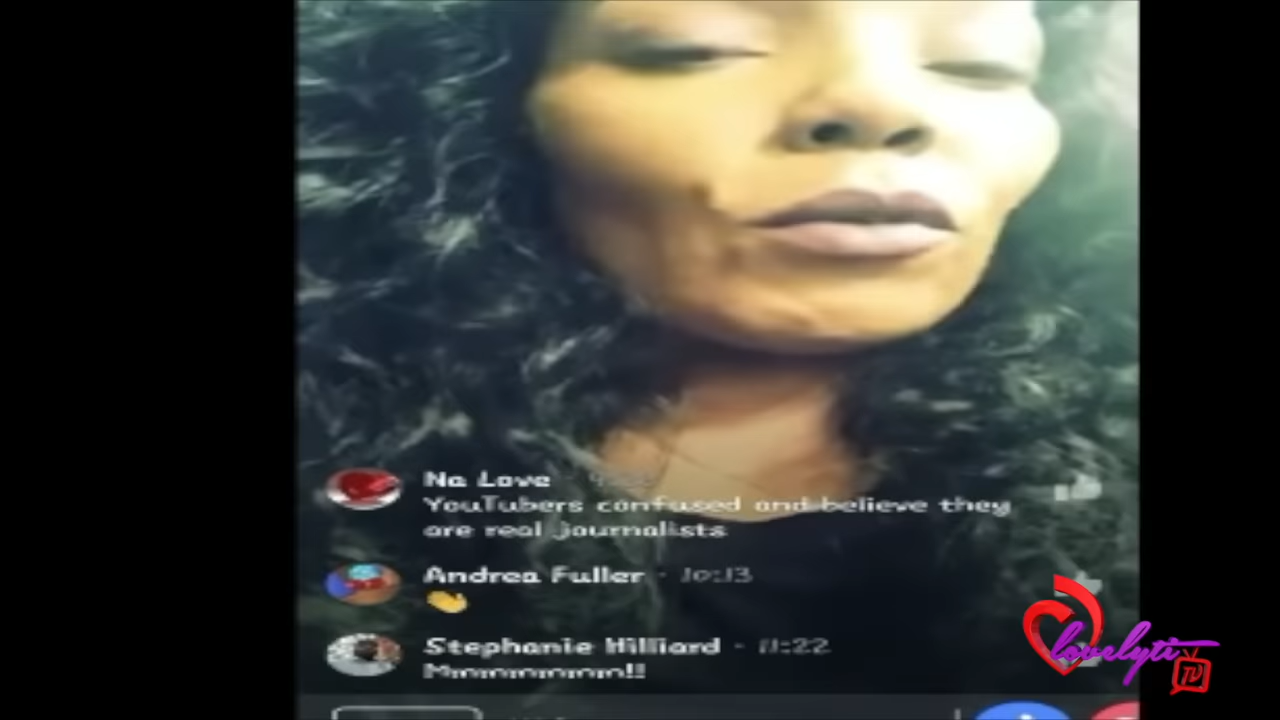 Na Love
YouTubers confused and believe they
are real journalists
Andrea Fuller · 10:13
Stephanie Hilliard · 11:22
Mmmmmmmm!!
lovelyti
TV